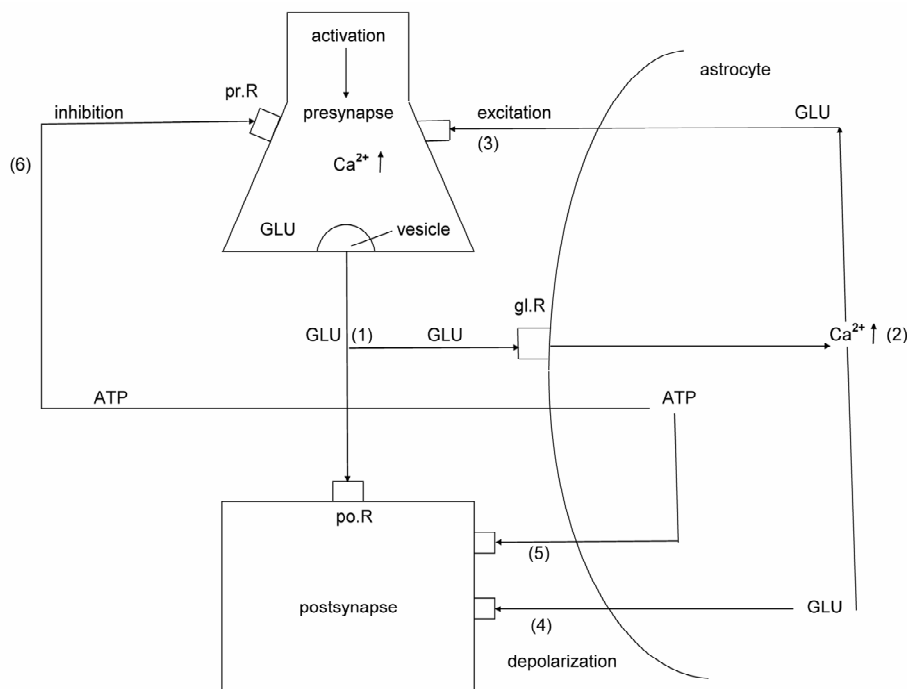 activation
astrocyte
pr.R
inhibition
presynapse
excitation
GLU
(6)
(3)
Ca2+ ↑
GLU
vesicle
gl.R
GLU (1)
GLU
Ca2+ ↑ (2)
ATP
ATP
po.R
(5)
postsynapse
GLU
(4)
depolarization